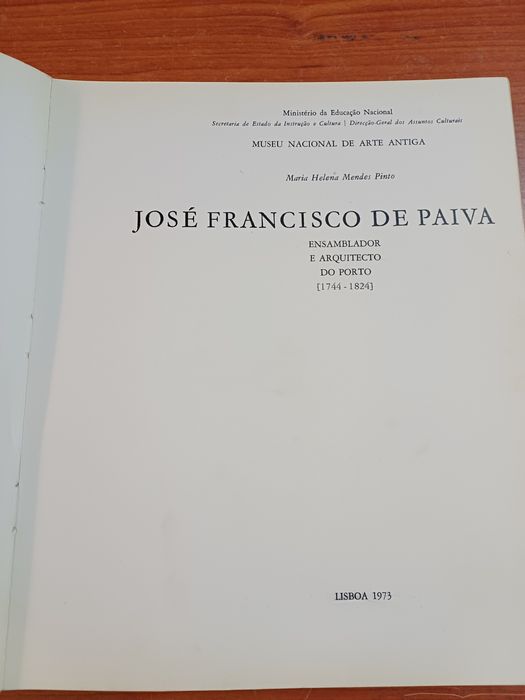 Ministério da Educação Nacional
Secretaria de Estado da Instrução e Cultura | Direcção-Geral dos Assuntos Culturais
MUSEU NACIONAL DE ARTE ANTIGA
Maria Helena Mendes Pinto
JOSÉ FRANCISCO DE PAIVA
ENSAMBLADOR
E ARQUITECTO
DO PORTO
[1744 - 1824]
LISBOA 1973